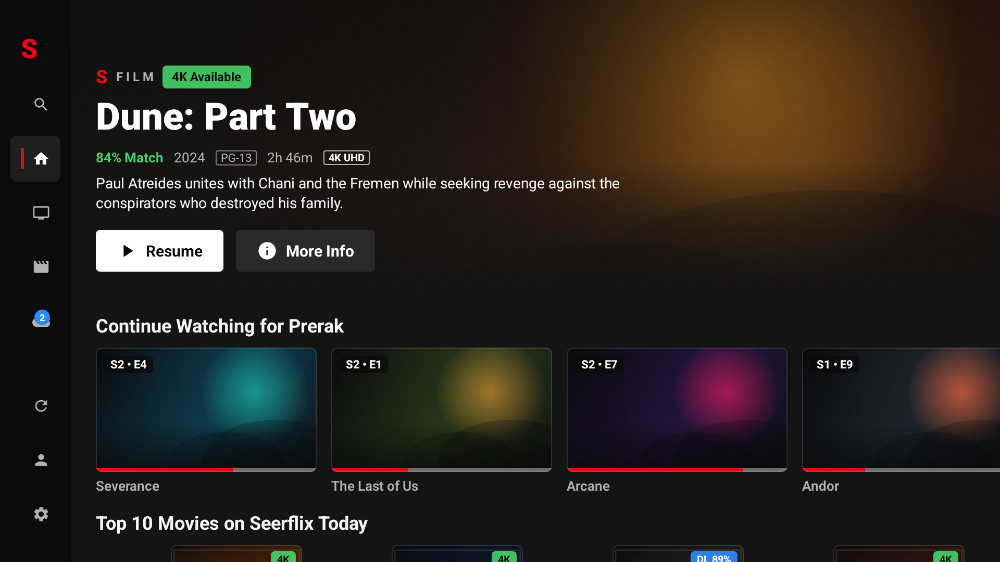 S
S FILM 4K Available
Dune: Part Two
84% Match 2024 PG-13 2h 46m 4K UHD
Paul Atreides unites with Chani and the Fremen while seeking revenge against the
conspirators who destroyed his family.
Resume More Info
2
Continue Watching for Prerak
S2 • E4 S2 • E1 S2 • E7 S1 • E9
Severance The Last of Us Arcane Andor
Top 10 Movies on Seerflix Today
4K 4K DL 89% 4K